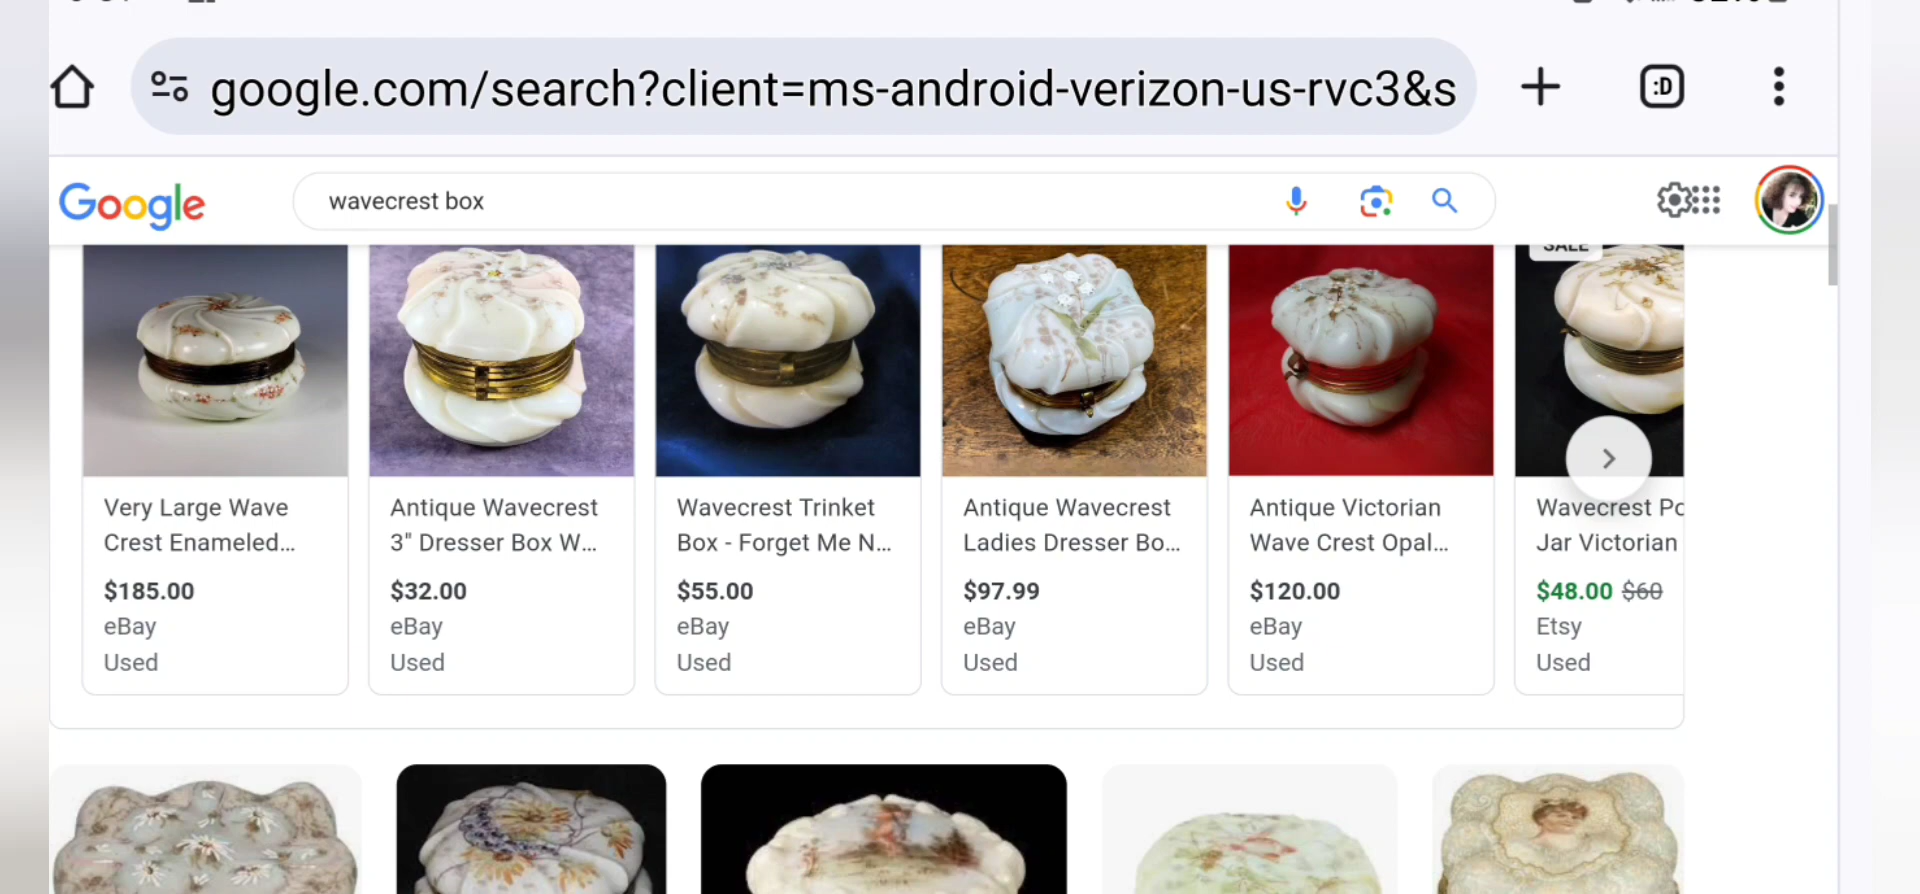 google.com/search?client=ms-android-verizon-us-rvc3&s
:D
Google
wavecrest box
SALE
Very Large Wave
Crest Enameled...
$185.00
eBay
Used
Antique Wavecrest
3" Dresser Box W...
$32.00
eBay
Used
Wavecrest Trinket
Box - Forget Me N...
$55.00
eBay
Used
Antique Wavecrest
Ladies Dresser Bo...
$97.99
eBay
Used
Antique Victorian
Wave Crest Opal...
$120.00
eBay
Used
Wavecrest Po
Jar Victorian
$48.00 $60
Etsy
Used